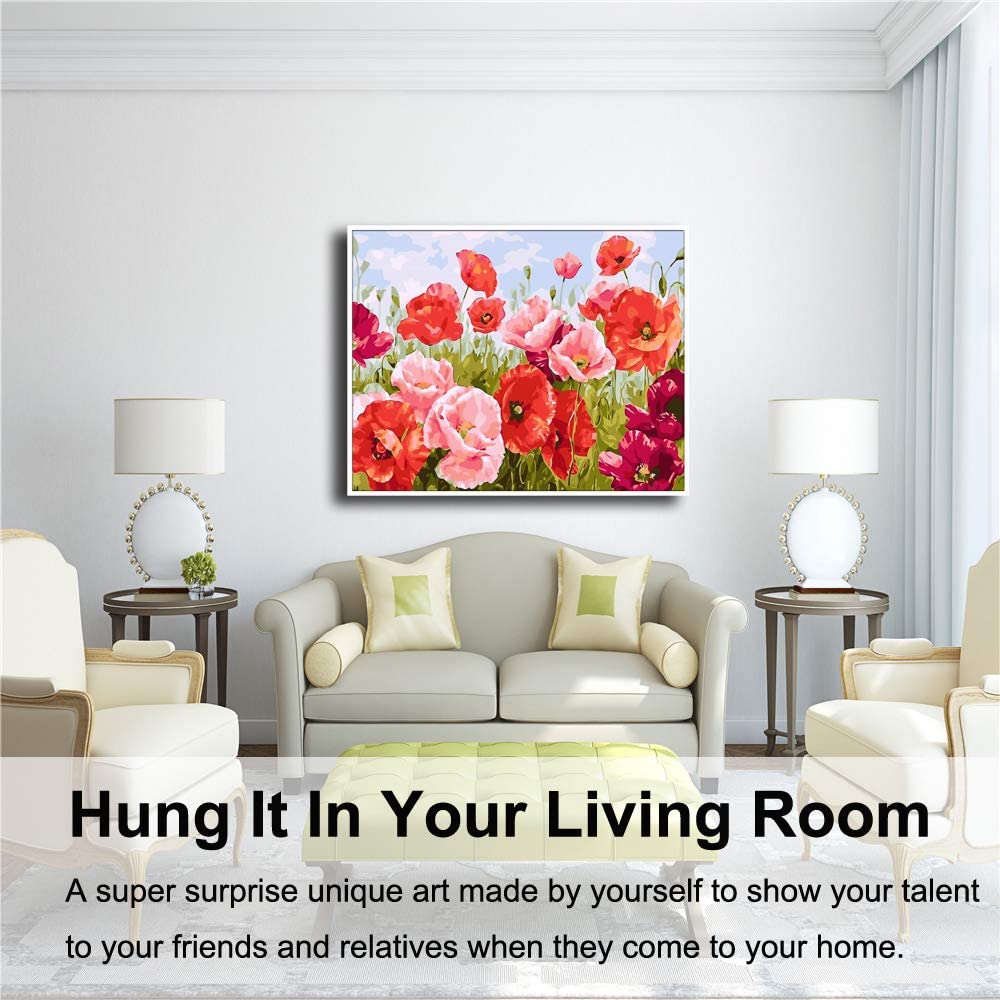 Hung It In Your Living Room
A super surprise unique art made by yourself to show your talent
to your friends and relatives when they come to your home.